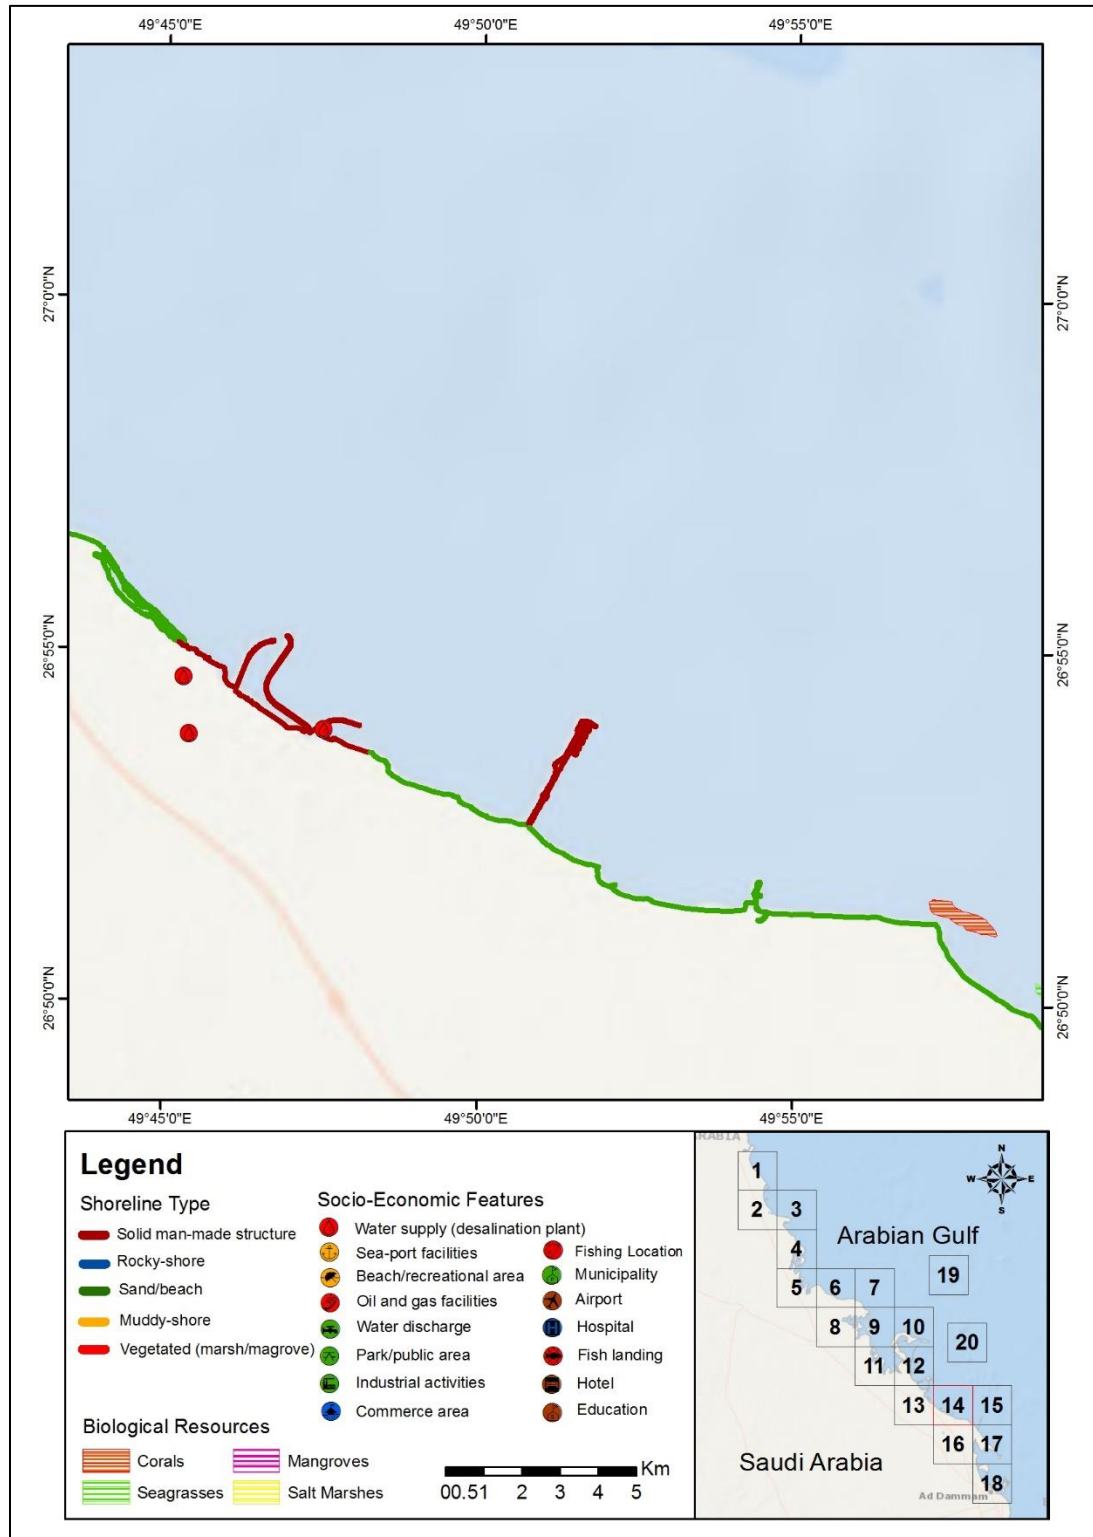 49°45'0"E 49°50'0"E 49°55'0"E
27°0'0"N 27°0'0"N
26°55'0"N 26°55'0"N
26°50'0"N 26°50'0"N
49°45'0"E 49°50'0"E 49°55'0"E
Legend
Shoreline Type
Solid man-made structure
Rocky-shore
Sand/beach
Muddy-shore
Vegetated (marsh/magrove)
Biological Resources
Corals
Mangroves
Seagrasses
Salt Marshes
Socio-Economic Features
Water supply (desalination plant)
Sea-port facilities
Beach/recreational area
Oil and gas facilities
Water discharge
Park/public area
Industrial activities
Commerce area
Fishing Location
Municipality
Airport
Hospital
Fish landing
Hotel
Education
Km
00.51 2 3 4 5
ARABIA
N
W E
S
1
2 3
Arabian Gulf
4
19
5 6 7
8 9 10
20
11 12
13 14 15
16 17
Saudi Arabia
18
Ad Dammam